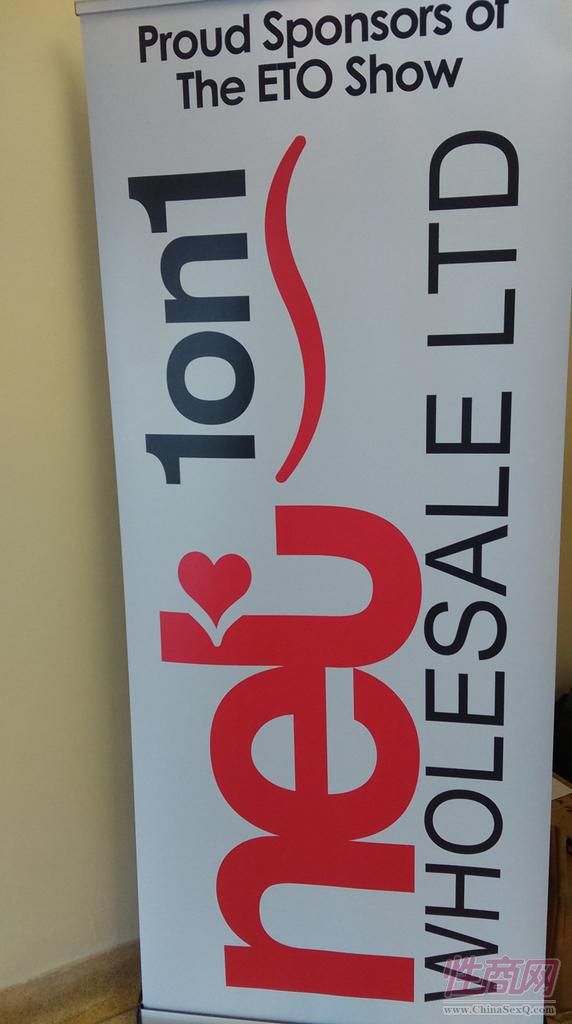 Proud Sponsors of
The ETO Show
net 1on1
WHOLESALE LTD
性商网
www.ChinaSexQ.com